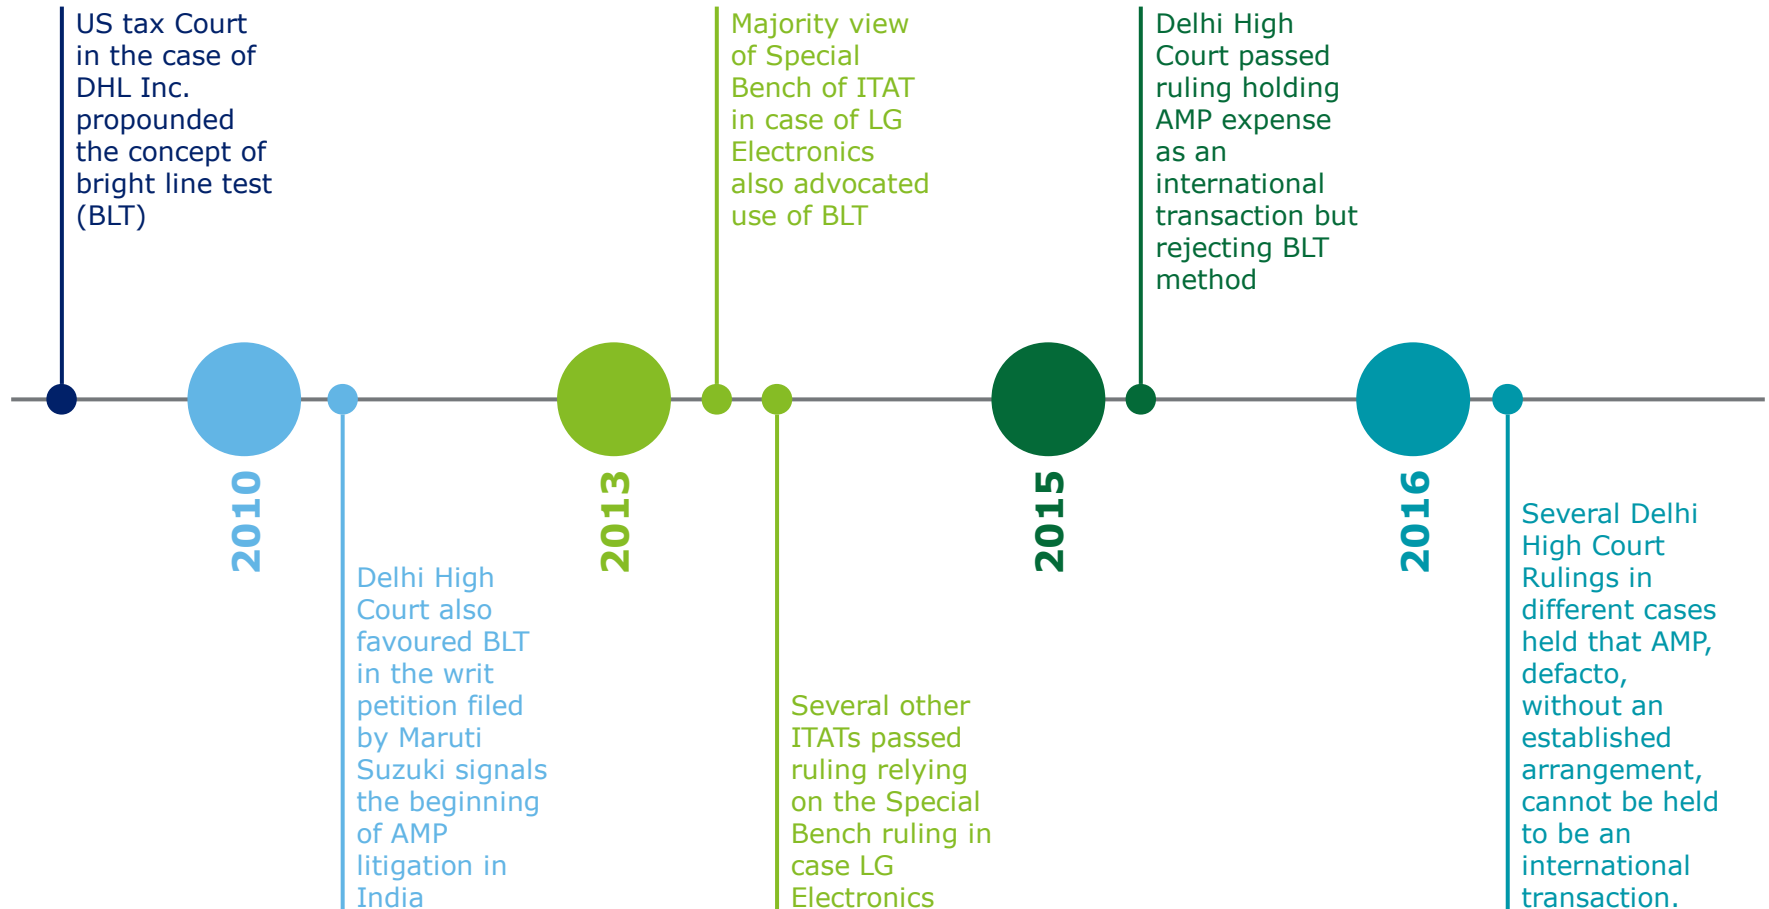 US tax Court
in the case of
DHL Inc.
propounded
the concept of
bright line test
(BLT)
2010
Delhi High
Court also
favoured BLT
in the writ
petition filed
by Maruti
Suzuki signals
the beginning
of AMP
litigation in
India
2013
Majority view
of Special
Bench of ITAT
in case of LG
Electronics
also advocated
use of BLT
Several other
ITATs passed
ruling relying
on the Special
Bench ruling in
case LG
Electronics
2015
Delhi High
Court passed
ruling holding
AMP expense
as an
international
transaction but
rejecting BLT
method
2016
Several Delhi
High Court
Rulings in
different cases
held that AMP,
defacto,
without an
established
arrangement,
cannot be held
to be an
international
transaction.